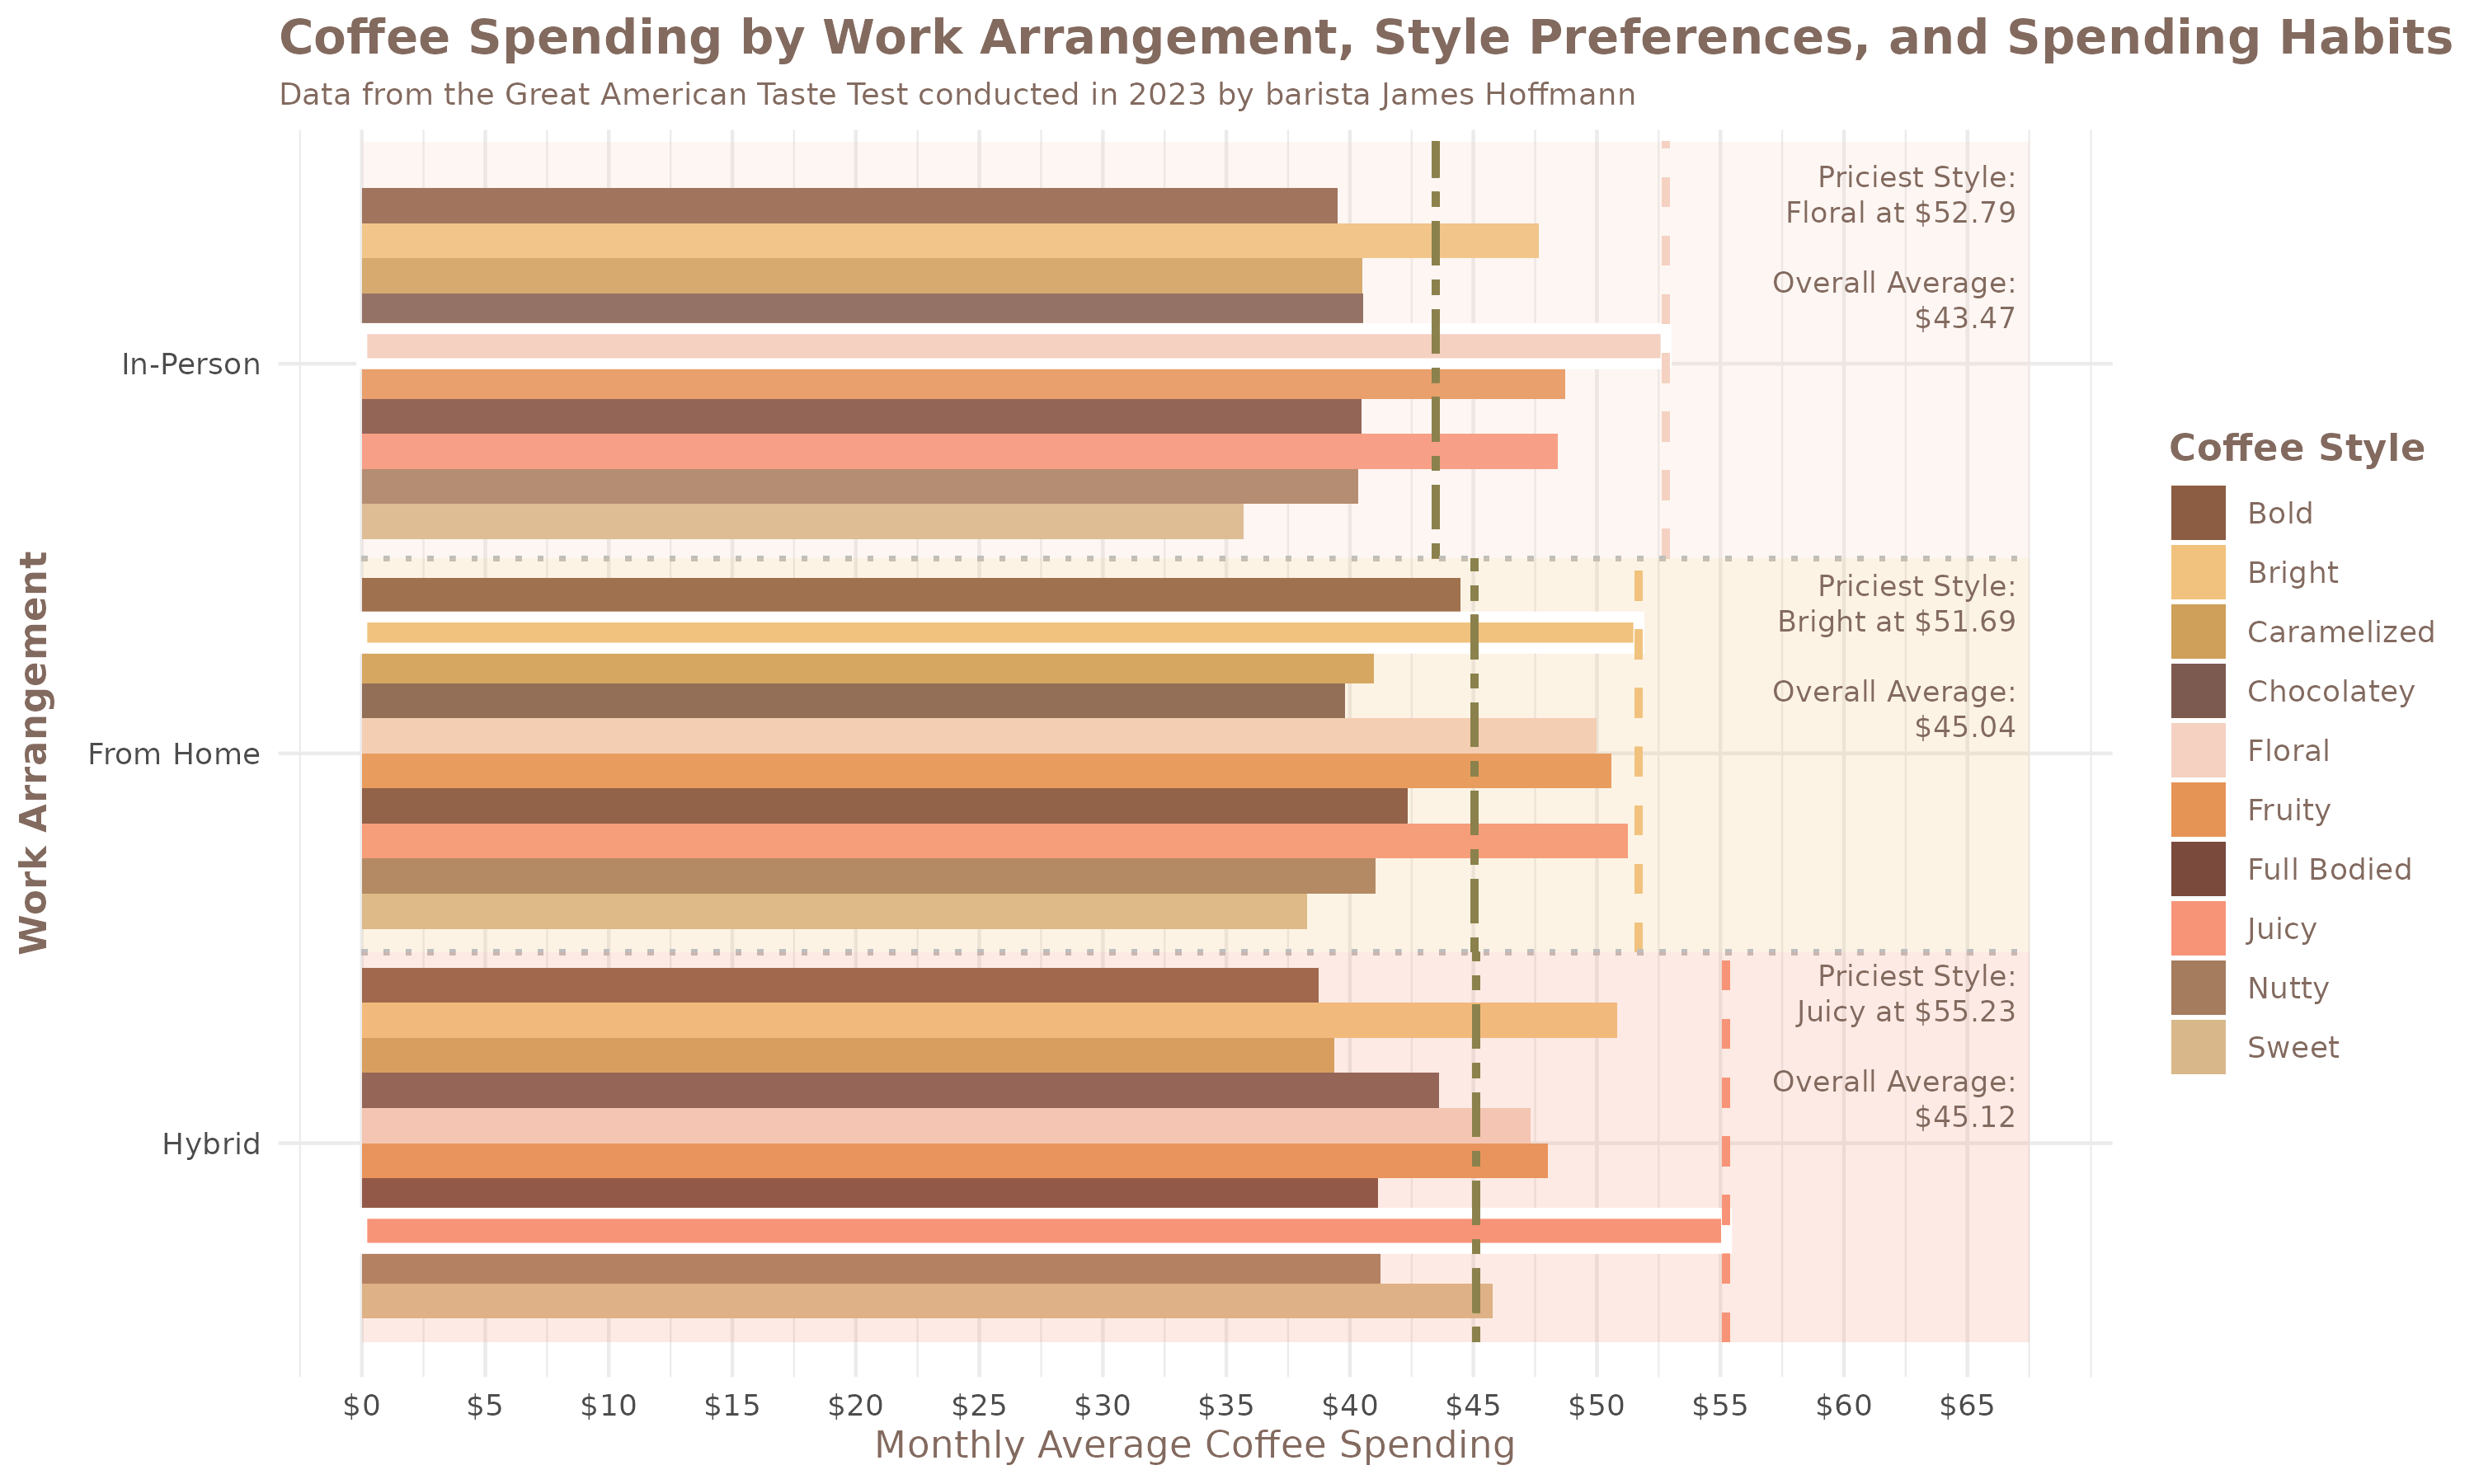 Coffee Spending by Work Arrangement, Style Preferences, and Spending Habits
Data from the Great American Taste Test conducted in 2023 by barista James Hoffmann
Work Arrangement
In-Person
From Home
Hybrid
Priciest Style:
Floral at $52.79
Overall Average:
$43.47
Priciest Style:
Bright at $51.69
Overall Average:
$45.04
Priciest Style:
Juicy at $55.23
Overall Average:
$45.12
$0 $5 $10 $15 $20 $25 $30 $35 $40 $45 $50 $55 $60 $65
Monthly Average Coffee Spending
Coffee Style
Bold
Bright
Caramelized
Chocolatey
Floral
Fruity
Full Bodied
Juicy
Nutty
Sweet